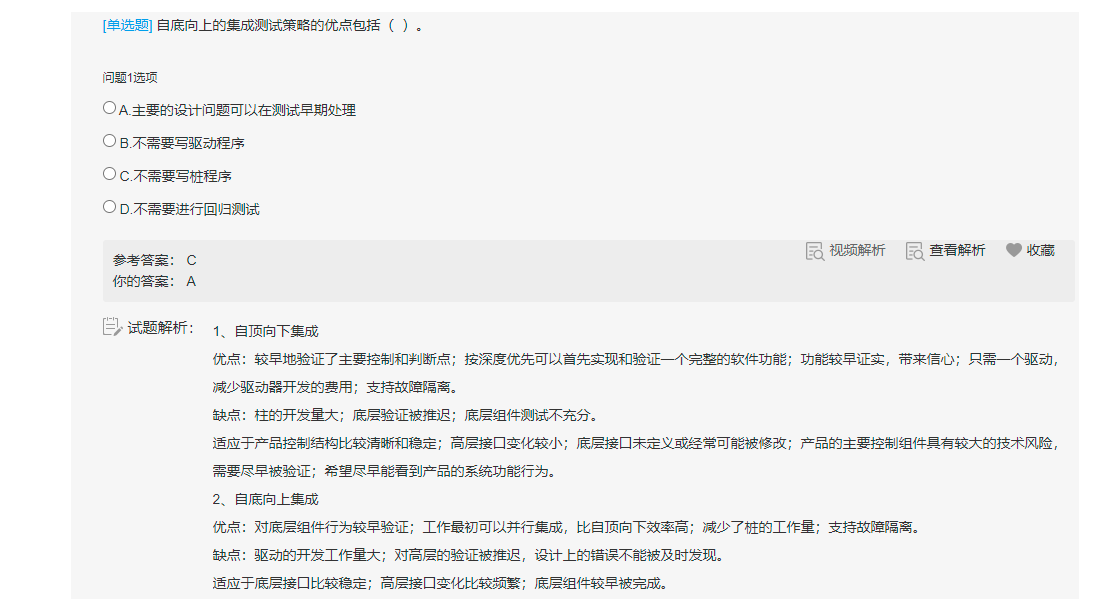 [单选题] 自底向上的集成测试策略的优点包括（ ）。
问题1选项
A.主要的设计问题可以在测试早期处理
B.不需要写驱动程序
C.不需要写桩程序
D.不需要进行回归测试
视频解析 查看解析 收藏
参考答案： C
你的答案： A
试题解析： 1、自顶向下集成
优点：较早地验证了主要控制和判断点；按深度优先可以首先实现和验证一个完整的软件功能；功能较早证实，带来信心；只需一个驱动，
减少驱动器开发的费用；支持故障隔离。
缺点：柱的开发量大；底层验证被推迟；底层组件测试不充分。
适应于产品控制结构比较清晰和稳定；高层接口变化较小；底层接口未定义或经常可能被修改；产品的主要控制组件具有较大的技术风险，
需要尽早被验证；希望尽早能看到产品的系统功能行为。
2、自底向上集成
优点：对底层组件行为较早验证；工作最初可以并行集成，比自顶向下效率高；减少了桩的工作量；支持故障隔离。
缺点：驱动的开发工作量大；对高层的验证被推迟，设计上的错误不能被及时发现。
适应于底层接口比较稳定；高层接口变化比较频繁；底层组件较早被完成。